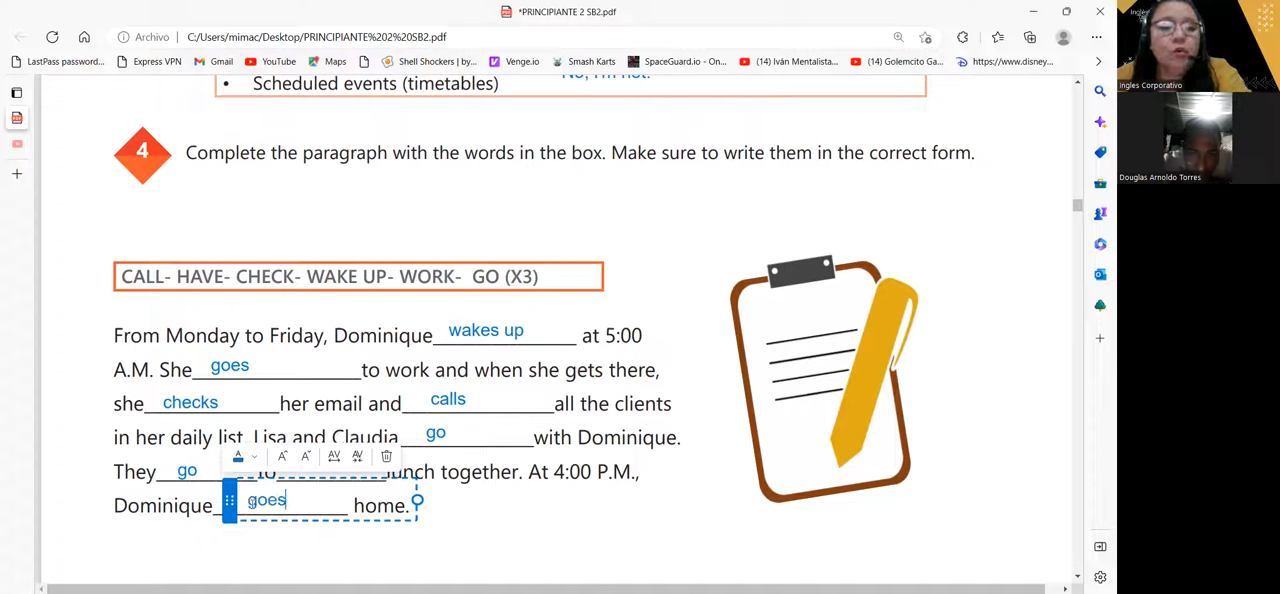 *PRINCIPIANTE 2 SB2.pdf
Archivo | C:/Users/mimac/Desktop/PRINCIPIANTE%202%20SB2.pdf
LastPass password... Express VPN Gmail YouTube Maps Shell Shockers | by... Venge.io Smash Karts SpaceGuard.io - On... (14) Iván Mentalista... (14) Golemcito Ga... https://www.disney...
No, I'm not.
• Scheduled events (timetables)
4 Complete the paragraph with the words in the box. Make sure to write them in the correct form.
CALL- HAVE- CHECK- WAKE UP- WORK- GO (X3)
From Monday to Friday, Dominique wakes up at 5:00
A.M. She goes to work and when she gets there,
she checks her email and calls all the clients
in her daily list. Lisa and Claudia go with Dominique.
They go to lunch together. At 4:00 P.M.,
Dominique goes home.
Ingles Corporativo
Douglas Arnoldo Torres